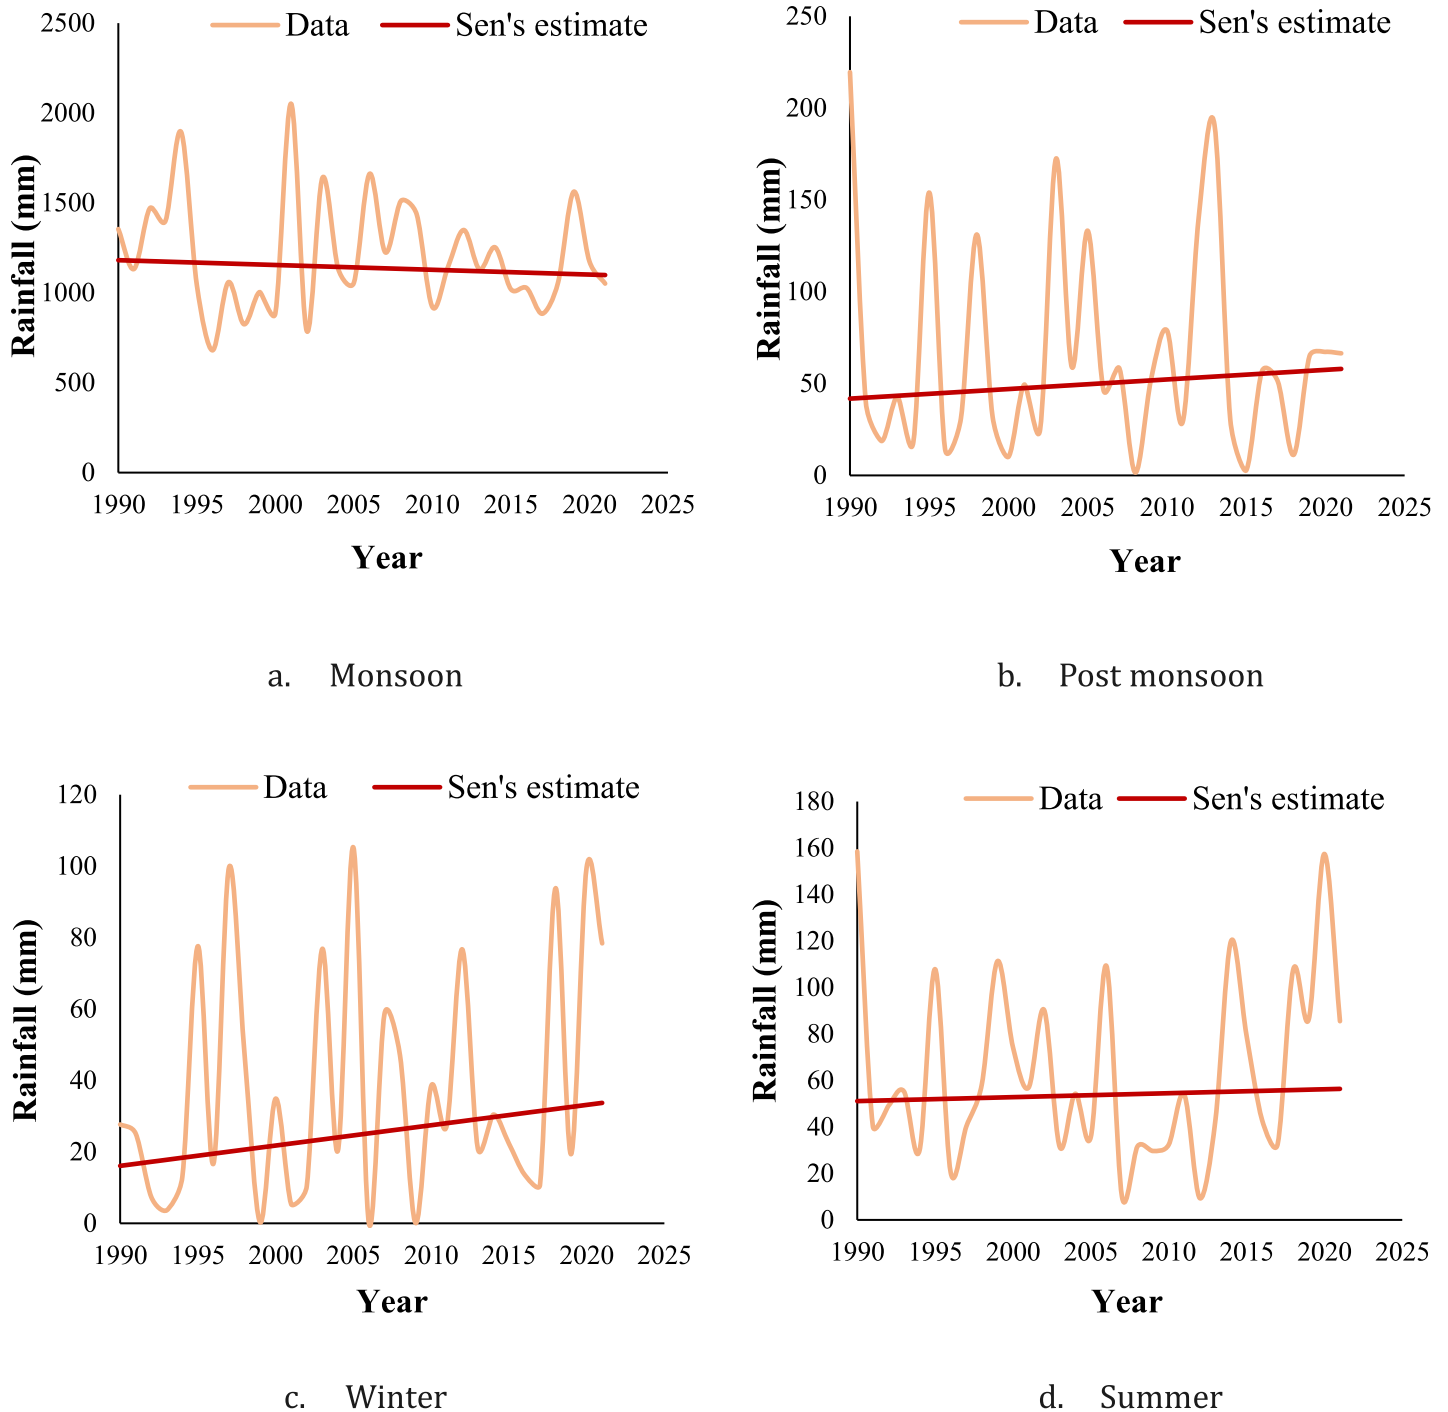 Data Sen's estimate
2500
2000
1500
1000
500
0
Rainfall (mm)
1990 1995 2000 2005 2010 2015 2020 2025
Year
a. Monsoon
Data Sen's estimate
250
200
150
100
50
0
Rainfall (mm)
1990 1995 2000 2005 2010 2015 2020 2025
Year
b. Post monsoon
Data Sen's estimate
120
100
80
60
40
20
0
Rainfall (mm)
1990 1995 2000 2005 2010 2015 2020 2025
Year
c. Winter
Data Sen's estimate
180
160
140
120
100
80
60
40
20
0
Rainfall (mm)
1990 1995 2000 2005 2010 2015 2020 2025
Year
d. Summer